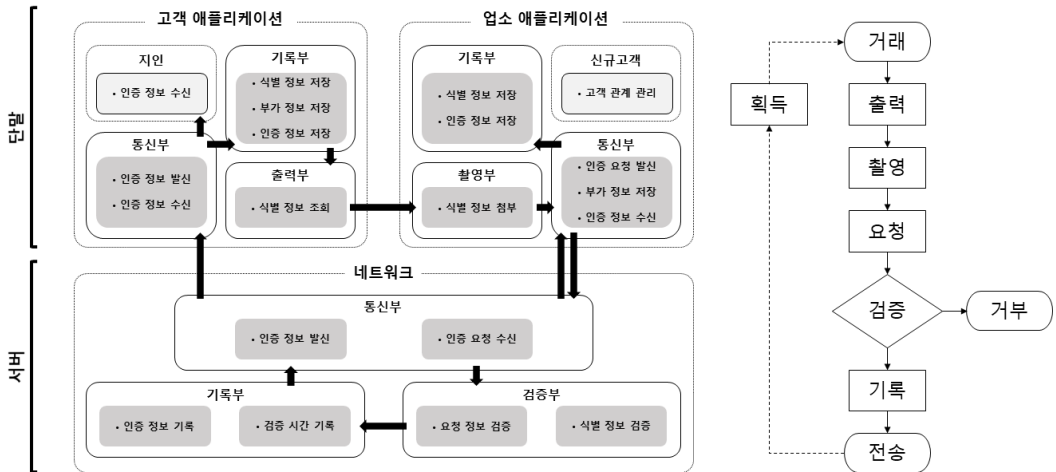 단말
고객 애플리케이션
지인
• 인증 정보 수신
기록부
• 식별 정보 저장
• 부가 정보 저장
• 인증 정보 저장
통신부
• 인증 정보 발신
• 인증 정보 수신
출력부
• 식별 정보 조회
업소 애플리케이션
기록부
• 식별 정보 저장
• 인증 정보 저장
신규고객
• 고객 관계 관리
촬영부
• 식별 정보 첨부
통신부
• 인증 요청 발신
• 부가 정보 저장
• 인증 정보 수신
서버
네트워크
통신부
• 인증 정보 발신
• 인증 요청 수신
기록부
• 인증 정보 기록
• 검증 시간 기록
검증부
• 요청 정보 검증
• 식별 정보 검증
거래
획득
출력
촬영
요청
검증
거부
기록
전송